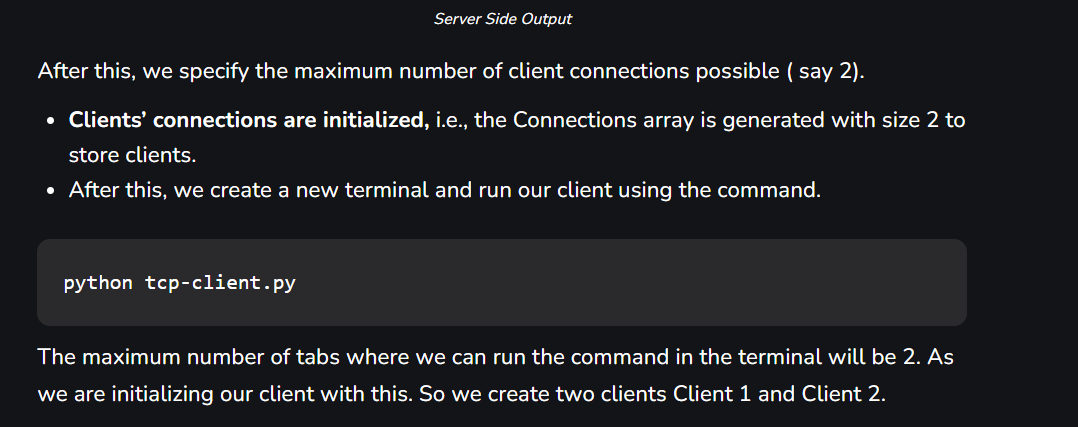 Server Side Output
After this, we specify the maximum number of client connections possible ( say 2).
• Clients’ connections are initialized, i.e., the Connections array is generated with size 2 to
store clients.
• After this, we create a new terminal and run our client using the command.
python tcp-client.py
The maximum number of tabs where we can run the command in the terminal will be 2. As
we are initializing our client with this. So we create two clients Client 1 and Client 2.